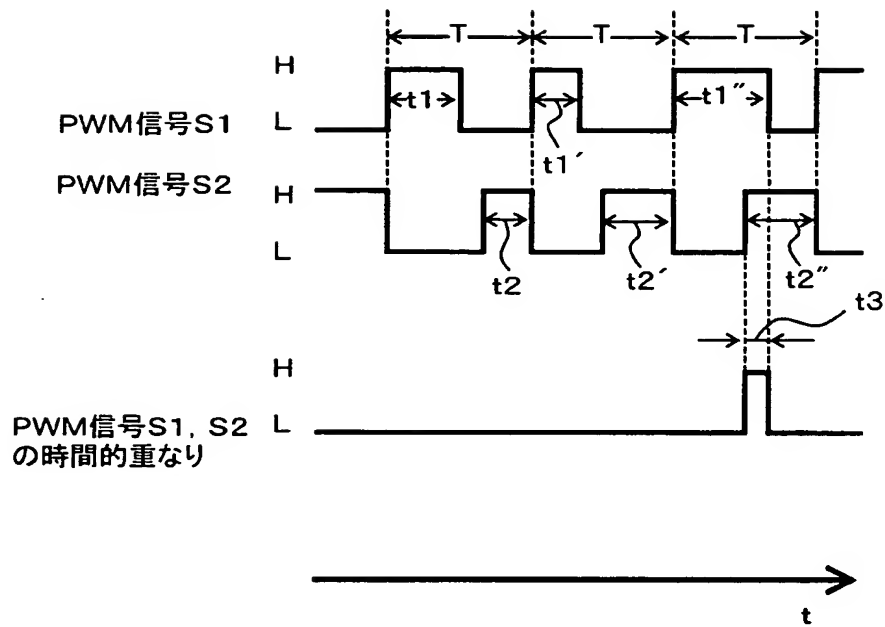 T T T
H
t1 t1″
PWM信号S1 L
t1′
PWM信号S2 H
L
t2 t2′ t2″
t3
H
PWM信号S1, S2 L
の時間的重なり
t